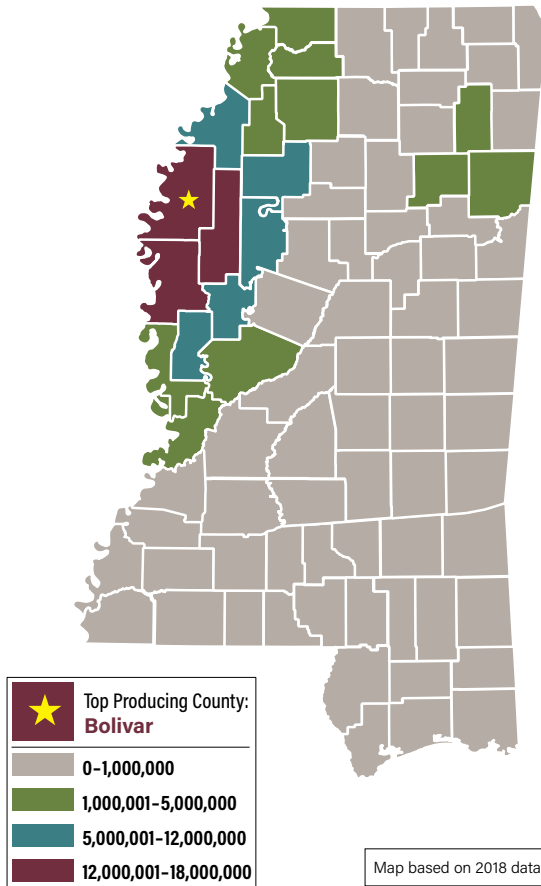 Top Producing County:
Bolivar
0–1,000,000
1,000,001–5,000,000
5,000,001–12,000,000
12,000,001–18,000,000
Map based on 2018 data